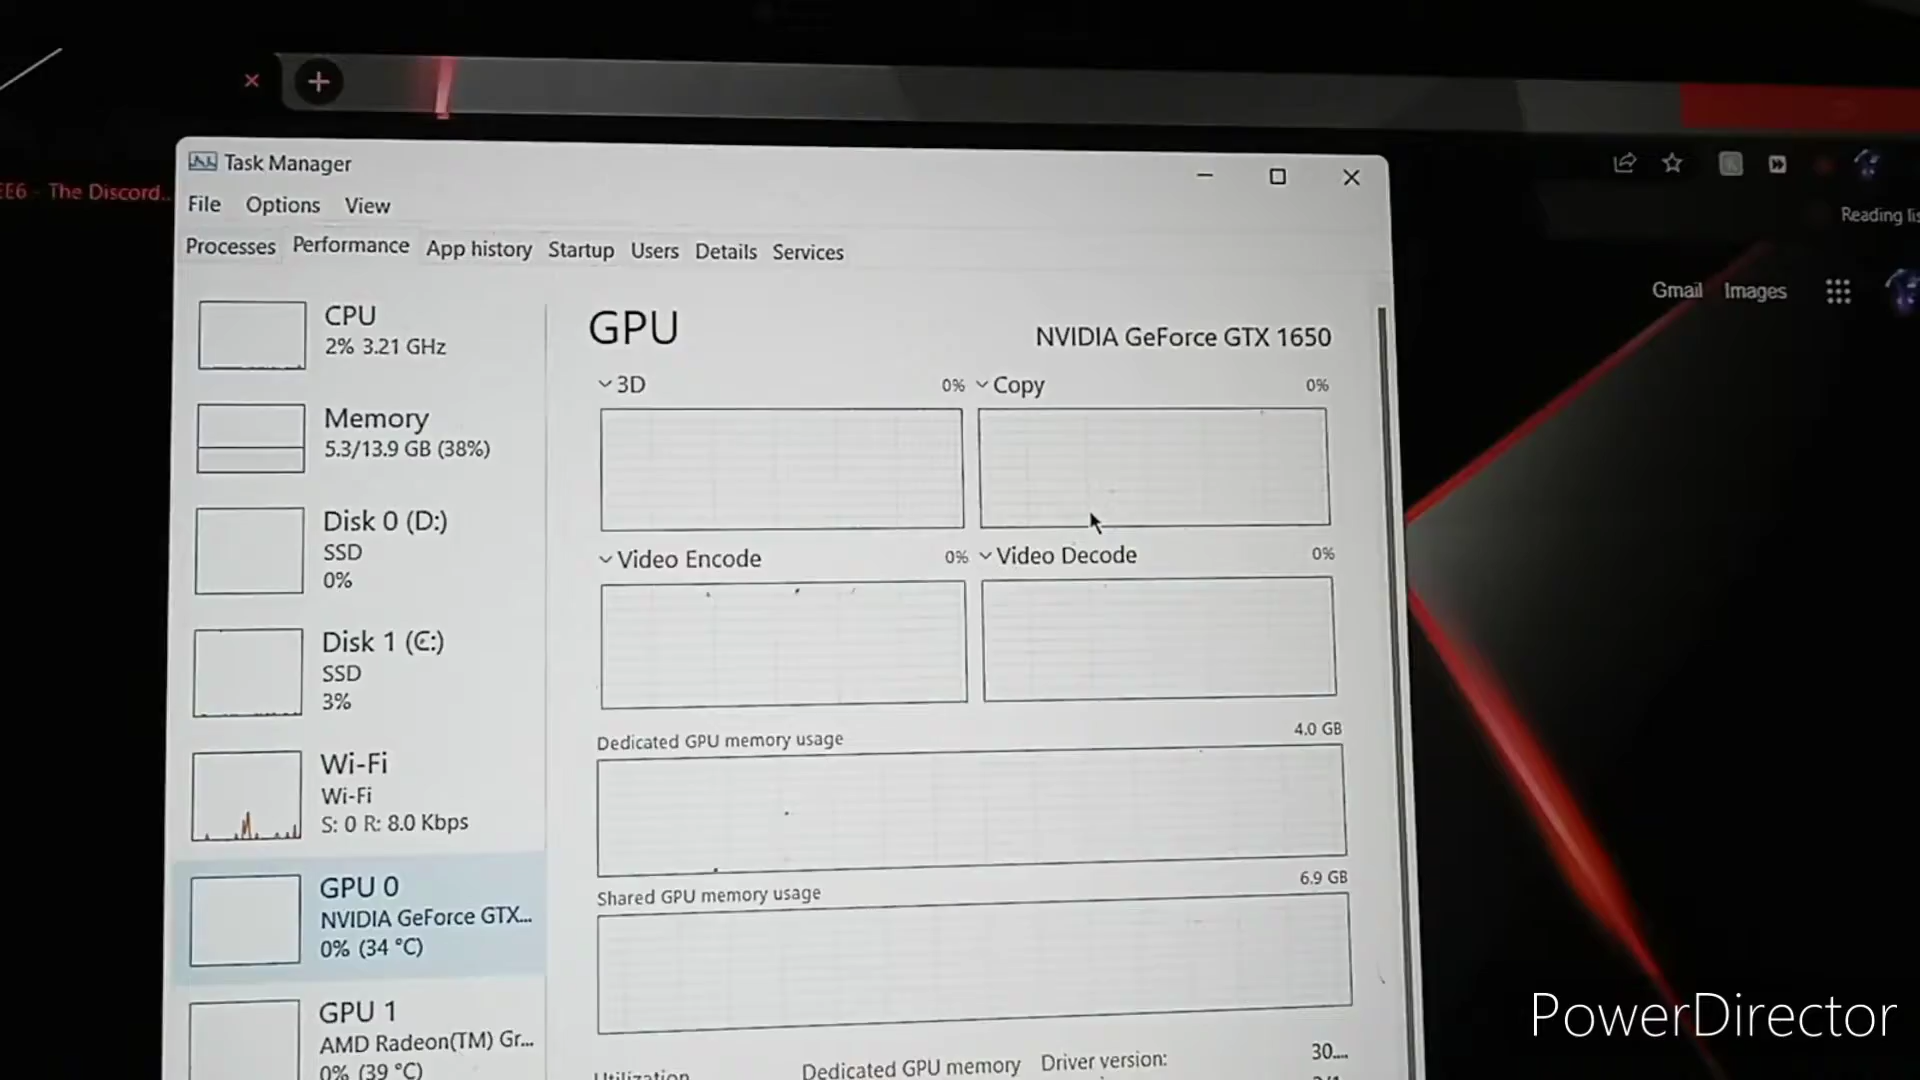 EE6 - The Discord..
Task Manager
File Options View
Processes Performance App history Startup Users Details Services
Reading lis
Gmail Images
CPU
2% 3.21 GHz
Memory
5.3/13.9 GB (38%)
Disk 0 (D:)
SSD
0%
Disk 1 (C:)
SSD
3%
Wi-Fi
Wi-Fi
S: 0 R: 8.0 Kbps
GPU 0
NVIDIA GeForce GTX...
0% (34 °C)
GPU 1
AMD Radeon(TM) Gr...
0% (39 °C)
GPU
NVIDIA GeForce GTX 1650
3D 0% Copy 0%
Video Encode 0% Video Decode 0%
Dedicated GPU memory usage 4.0 GB
Shared GPU memory usage 6.9 GB
Utilization Dedicated GPU memory Driver version: 30....
PowerDirector